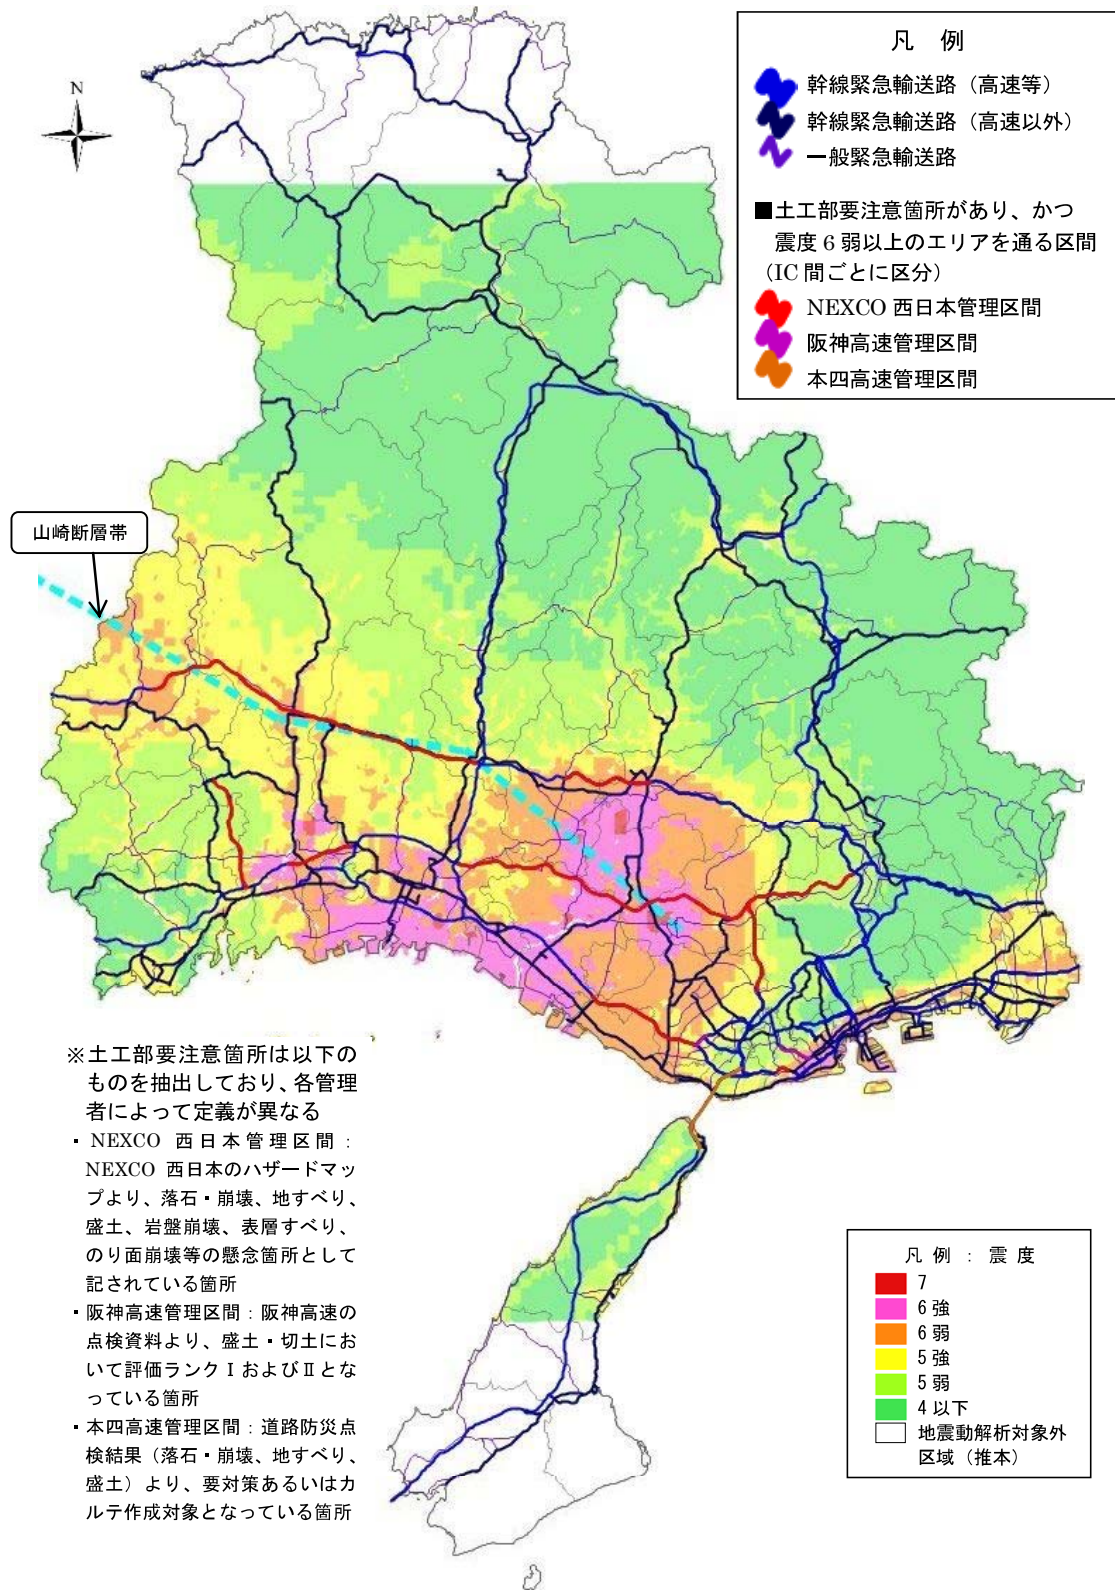 凡 例
幹線緊急輸送路（高速等）
幹線緊急輸送路（高速以外）
一般緊急輸送路
■土工部要注意箇所があり、かつ
震度 6 弱以上のエリアを通る区間
（IC 間ごとに区分）
NEXCO 西日本管理区間
阪神高速管理区間
本四高速管理区間
N
山崎断層帯
※土工部要注意箇所は以下の
ものを抽出しており、各管理
者によって定義が異なる
・NEXCO 西日本管理区間：
NEXCO 西日本のハザードマッ
プより、落石・崩壊、地すべり、
盛土、岩盤崩壊、表層すべり、
のり面崩壊等の懸念箇所として
記されている箇所
・阪神高速管理区間：阪神高速の
点検資料より、盛土・切土にお
いて評価ランクⅠおよびⅡとな
っている箇所
・本四高速管理区間：道路防災点
検結果（落石・崩壊、地すべり、
盛土）より、要対策あるいはカ
ルテ作成対象となっている箇所
凡 例 ： 震 度
7
6 強
6 弱
5 強
5 弱
4 以下
地震動解析対象外
区域（推本）